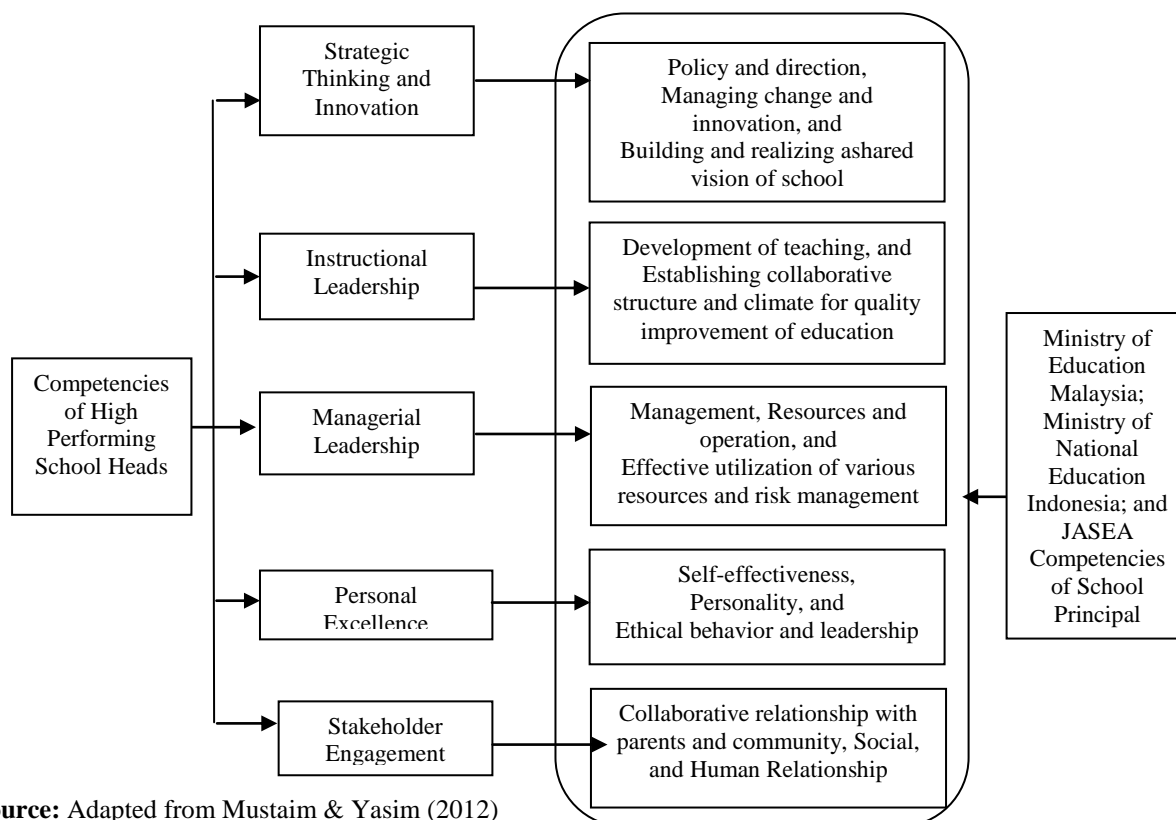 Strategic
Thinking and
Innovation
Policy and direction,
Managing change and
innovation, and
Building and realizing ashared
vision of school
Instructional
Leadership
Development of teaching, and
Establishing collaborative
structure and climate for quality
improvement of education
Competencies
of High
Performing
School Heads
Managerial
Leadership
Management, Resources and
operation, and
Effective utilization of various
resources and risk management
Ministry of
Education
Malaysia;
Ministry of
National
Education
Indonesia; and
JASEA
Competencies
of School
Principal
Personal
Excellence
Self-effectiveness,
Personality, and
Ethical behavior and leadership
Stakeholder
Engagement
Collaborative relationship with
parents and community, Social,
and Human Relationship
ource: Adapted from Mustaim & Yasim (2012)